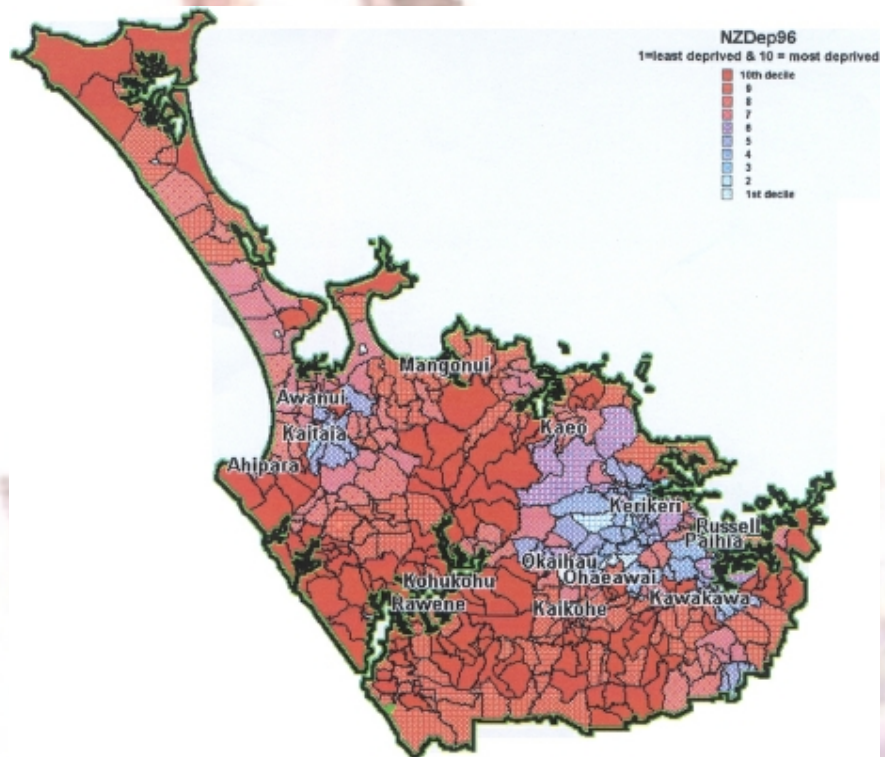 NZDep96
1=least deprived & 10 = most deprived
10th decile
9
8
7
6
5
4
3
2
1st decile
Mangonui
Awanui
Kaitaia
Kaeo
Ahipara
Kerikeri
Russell
Paihia
Okaihau
Ohaeawai
Kohukohu
Kawakawa
Rawene
Kaikohe